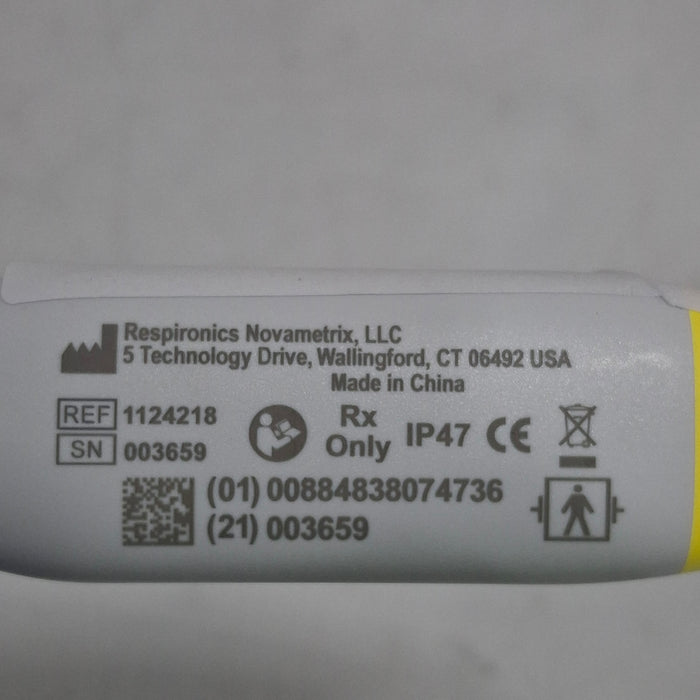 Respironics Novametrix, LLC
5 Technology Drive, Wallingford, CT 06492 USA
Made in China
REF 1124218
SN 003659
Rx
Only
IP47 CE
(01) 00884838074736
(21) 003659